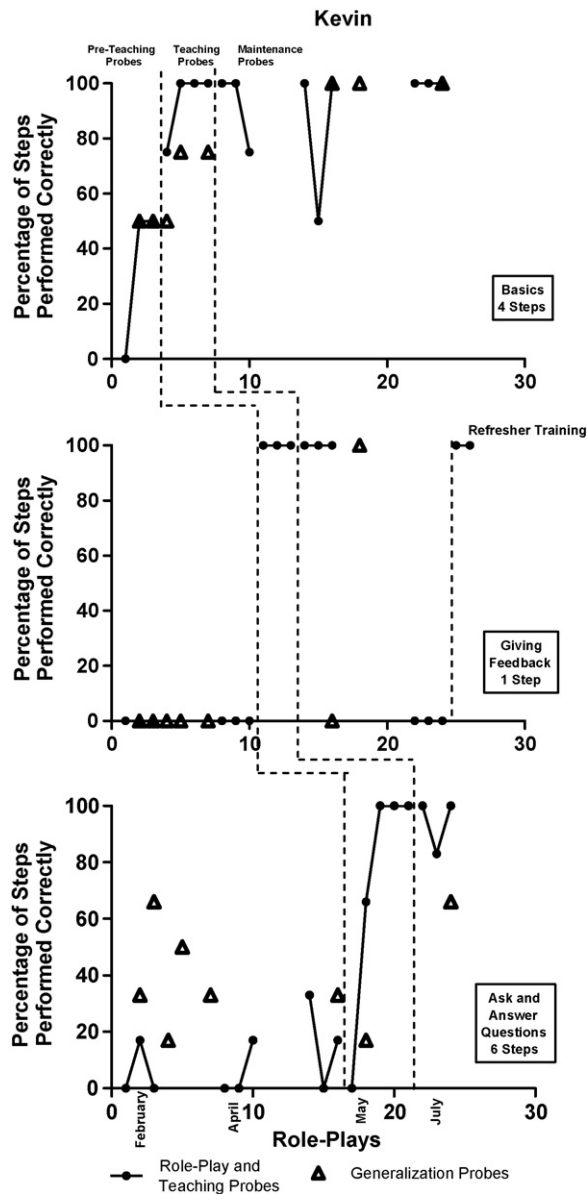 Kevin
Pre-Teaching Probes
Teaching Probes
Maintenance Probes
Percentage of Steps
Performed Correctly
100
80
60
40
20
0
0 10 20 30
Basics
4 Steps
Refresher Training
Percentage of Steps
Performed Correctly
100
80
60
40
20
0
0 10 20 30
Giving
Feedback
1 Step
Percentage of Steps
Performed Correctly
100
80
60
40
20
0
0 10 20 30
Ask and
Answer
Questions
6 Steps
February
April
May
July
Role-Plays
Role-Play and
Teaching Probes
Generalization Probes